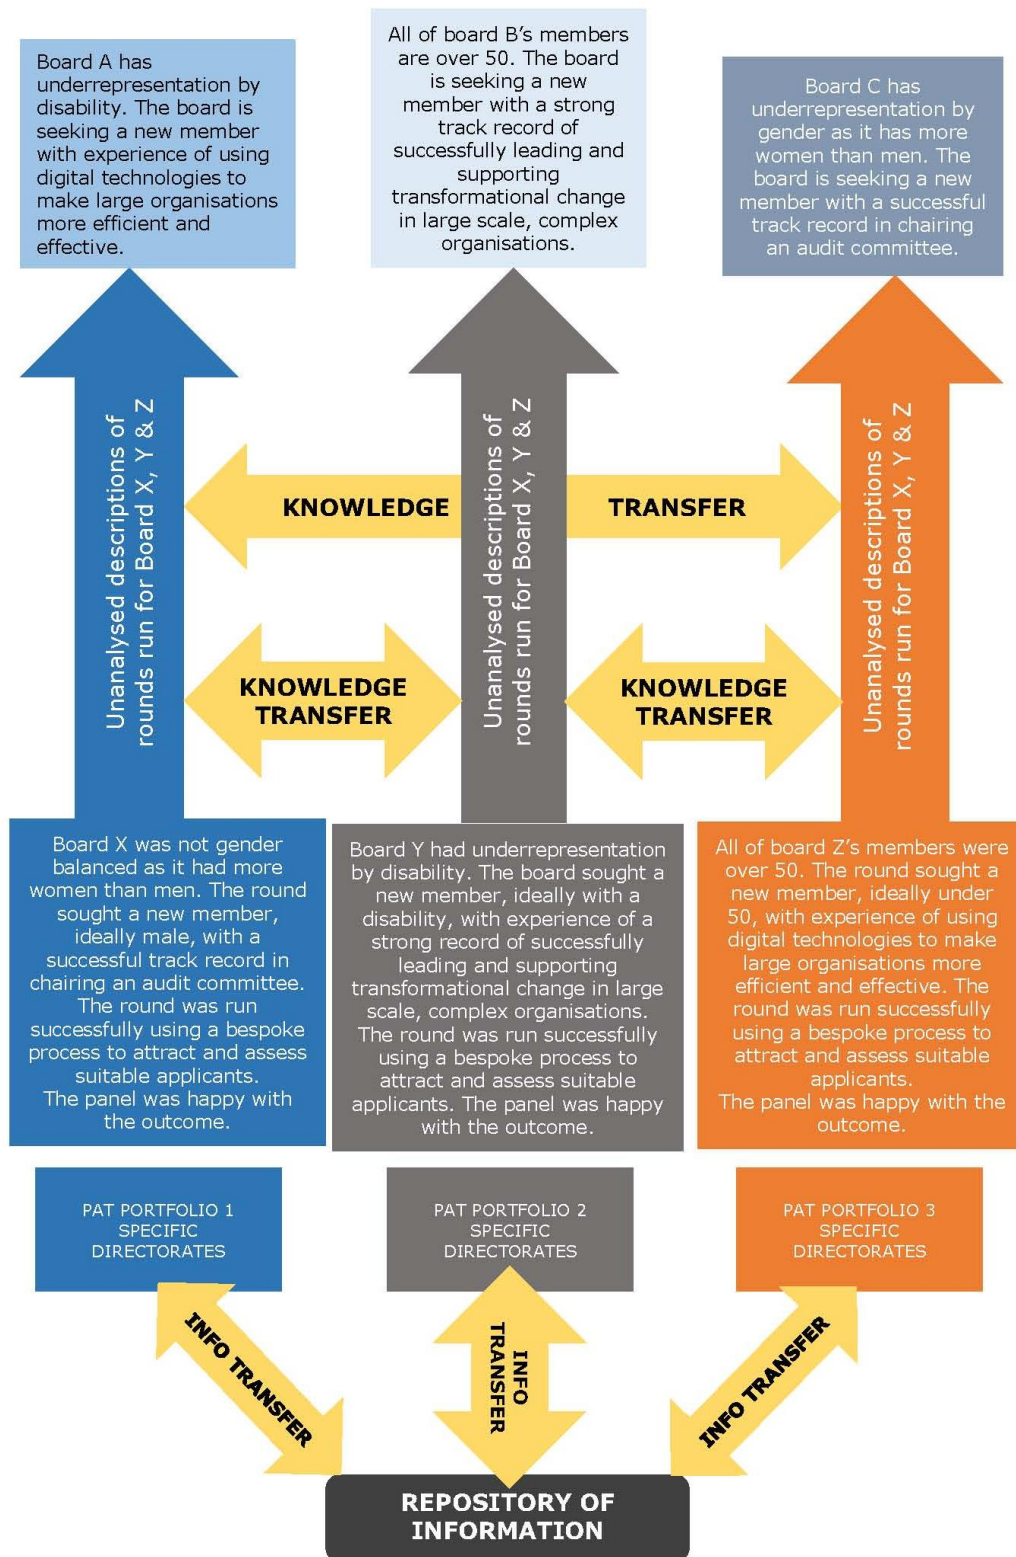 Board A has
underrepresentation by
disability. The board is
seeking a new member
with experience of using
digital technologies to
make large organisations
more efficient and
effective.
All of board B's members
are over 50. The board
is seeking a new
member with a strong
track record of
successfully leading and
supporting
transformational change
in large scale, complex
organisations.
Board C has
underrepresentation by
gender as it has more
women than men. The
board is seeking a new
member with a successful
track record in chairing
an audit committee.
Unanalysed descriptions of
rounds run for Board X, Y & Z
Unanalysed descriptions of
rounds run for Board X, Y & Z
Unanalysed descriptions of
rounds run for Board X, Y & Z
KNOWLEDGE TRANSFER
KNOWLEDGE
TRANSFER
KNOWLEDGE
TRANSFER
Board X was not gender
balanced as it had more
women than men. The round
sought a new member,
ideally male, with a
successful track record in
chairing an audit committee.
The round was run
successfully using a bespoke
process to attract and assess
suitable applicants.
The panel was happy with
the outcome.
Board Y had underrepresentation
by disability. The board sought a
new member, ideally with a
disability, with experience of a
strong record of successfully
leading and supporting
transformational change in large
scale, complex organisations.
The round was run successfully
using a bespoke process to
attract and assess suitable
applicants. The panel was happy
with the outcome.
All of board Z's members were
over 50. The round sought a
new member, ideally under
50, with experience of using
digital technologies to make
large organisations more
efficient and effective. The
round was run successfully
using a bespoke process to
attract and assess suitable
applicants.
The panel was happy with the
outcome.
PAT PORTFOLIO 1
SPECIFIC
DIRECTORATES
PAT PORTFOLIO 2
SPECIFIC
DIRECTORATES
PAT PORTFOLIO 3
SPECIFIC
DIRECTORATES
INFO TRANSFER
INFO
TRANSFER
INFO TRANSFER
REPOSITORY OF
INFORMATION